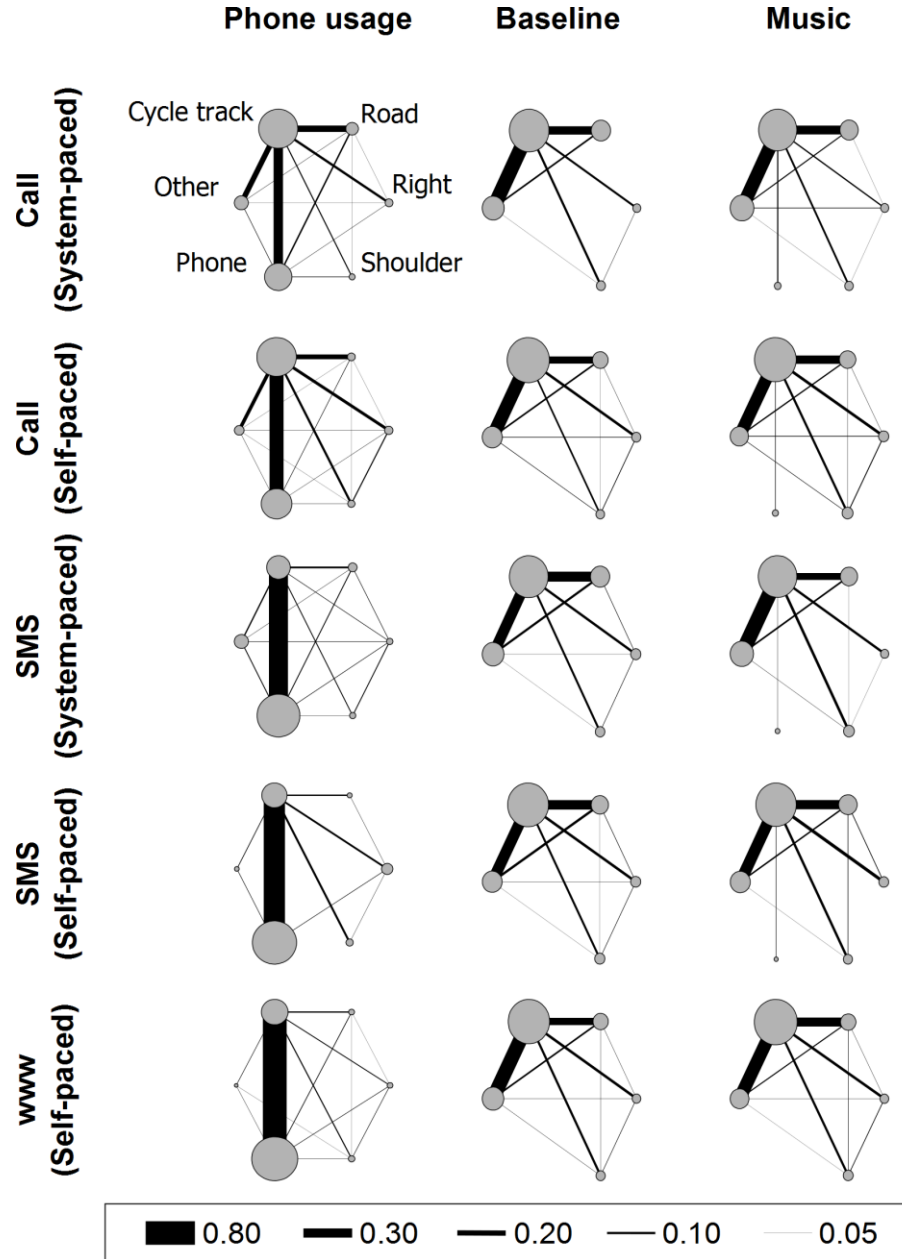 Phone usage Baseline Music
Call
(System-paced)
Cycle track Road
Other Right
Phone Shoulder
Call
(Self-paced)
SMS
(System-paced)
SMS
(Self-paced)
www
(Self-paced)
0.80 0.30 0.20 0.10 0.05